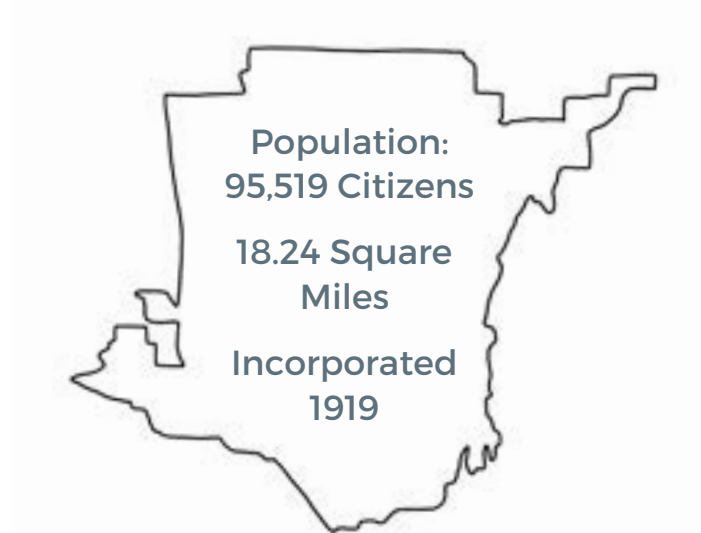 Population:
95,519 Citizens
18.24 Square
Miles
Incorporated
1919